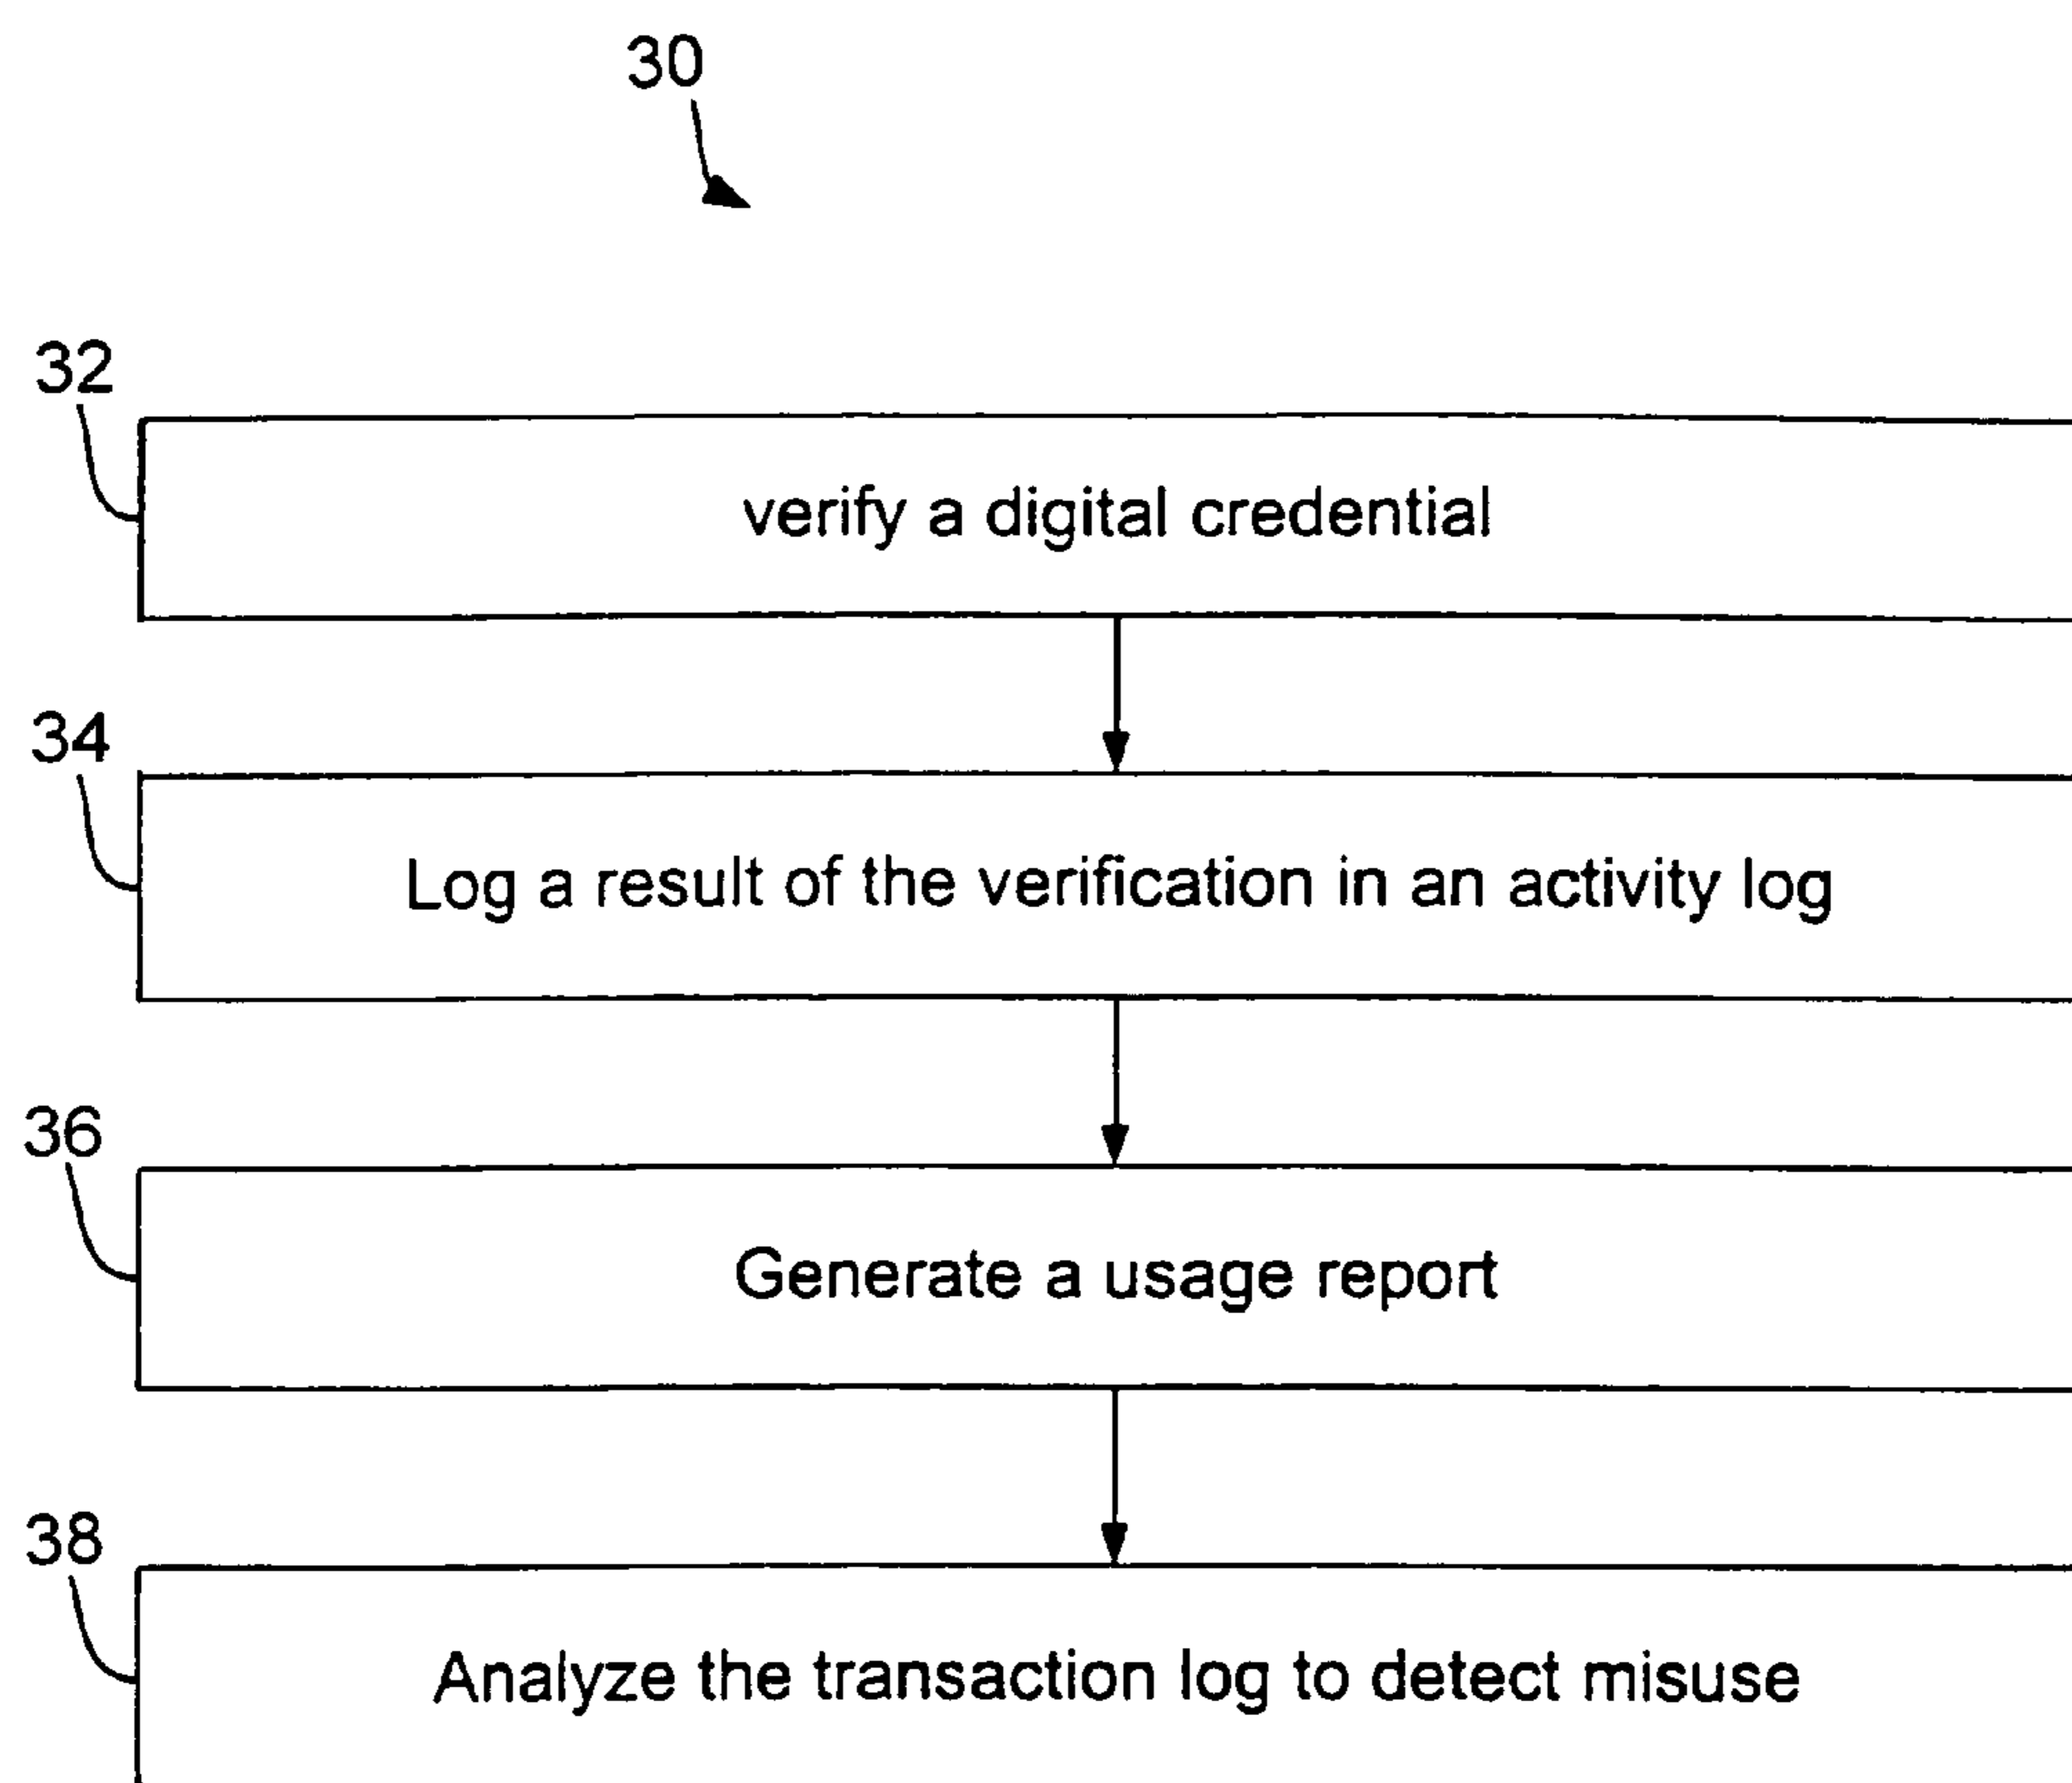 30
32
verify a digital credential
34
Log a result of the verification in an activity log
36
Generate a usage report
38
Analyze the transaction log to detect misuse